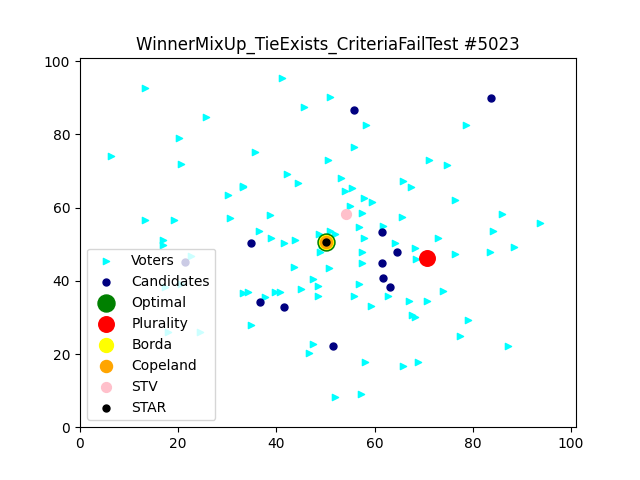 WinnerMixUp_TieExists_CriteriaFailTest #5023
100
80
60
40
20
0
Voters
Candidates
Optimal
Plurality
Borda
Copeland
STV
STAR
0 20 40 60 80 100